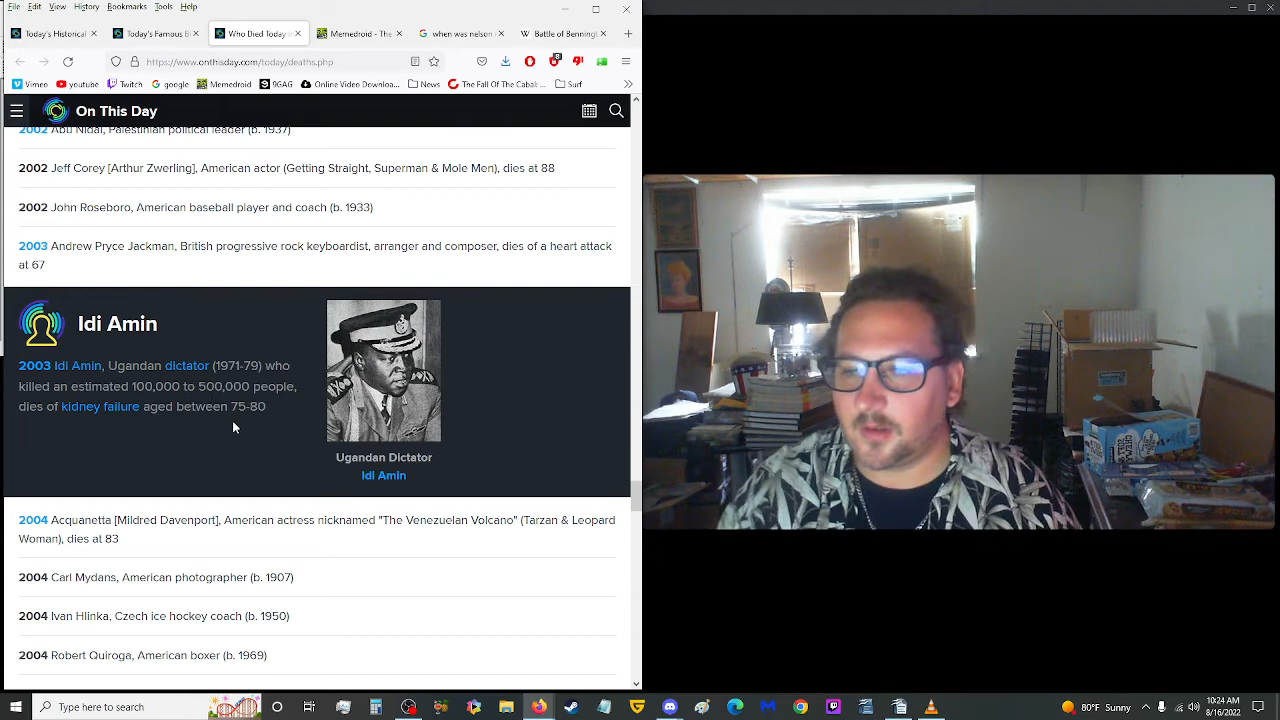 File Edit View History Bookmarks Tools Help
Today's Historical
Today's Famous Bi
Who Died Today in
Memedroid - The
when was nelson
Battle of Benningt
https://www.onthisday.com/today/deaths.php
8
Vimeo youtube Twitch google Memedroid 9GAG Online Video Downloa... News The Fall Of The Cabal... Surf
On This Day
2002 Abu Nidal, Palestinian political leader (b. 1937)
2002 Jeff Corey [Arthur Zwerling], American actor (Getting Straight, Superman & Mole Men), dies at 88
2002 John Roseboro, American baseball player and coach (b. 1933)
2003 Andrew Pryce Jackman, British progressive rock keyboardist, arranger and composer, dies of a heart attack
at 67
Idi Amin
2003 Idi Amin, Ugandan dictator (1971-79) who
killed an estimated 100,000 to 500,000 people,
dies of kidney failure aged between 75-80
Ugandan Dictator
Idi Amin
2004 Acquanetta [Mildred Davenport], American actress nicknamed "The Venezuelan Volcano" (Tarzan & Leopard
Woman), dies at 83
2004 Carl Mydans, American photographer (b. 1907)
2004 Ivan Hlinka, Czech ice hockey coach (b. 1950)
2004 Robert Quiroga, American boxer (b. 1969)
CHEWY
Type here to search
80°F Sunny
10:24 AM
8/16/2022